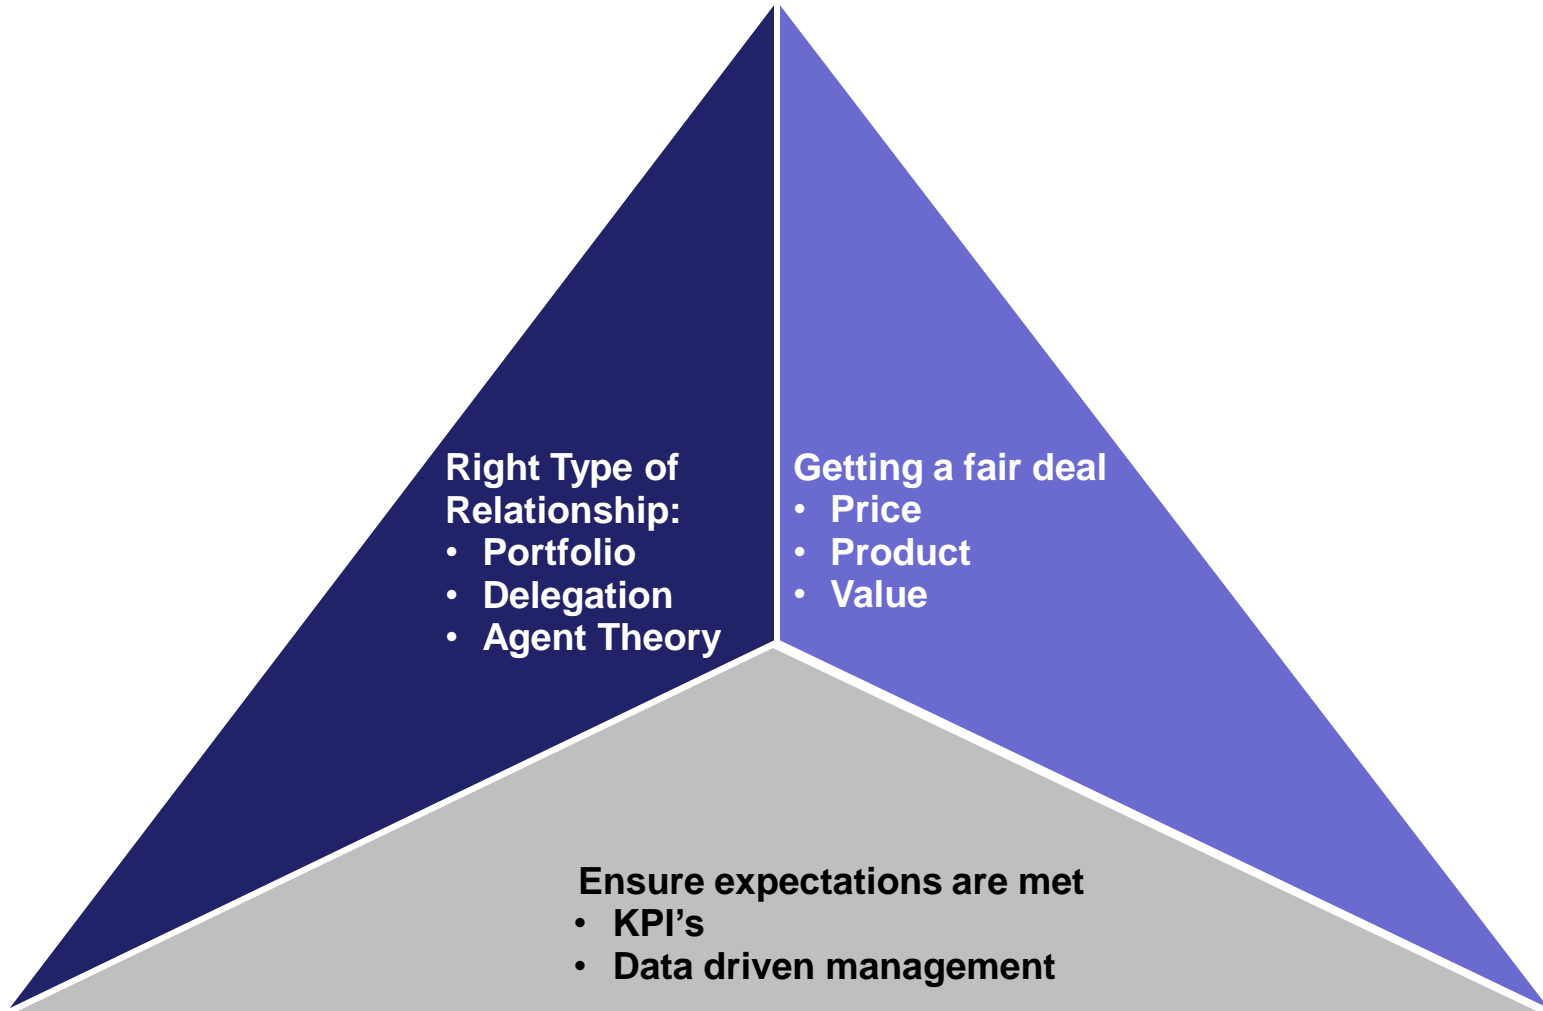 Right Type of
Relationship:
• Portfolio
• Delegation
• Agent Theory
Getting a fair deal
• Price
• Product
• Value
Ensure expectations are met
• KPI’s
• Data driven management